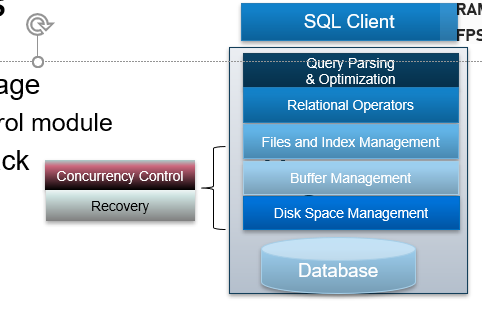 s
SQL Client
RAM
FPS
Query Parsing
& Optimization
age
Relational Operators
rol module
Files and Index Management
ck
Concurrency Control
Buffer Management
Recovery
Disk Space Management
Database